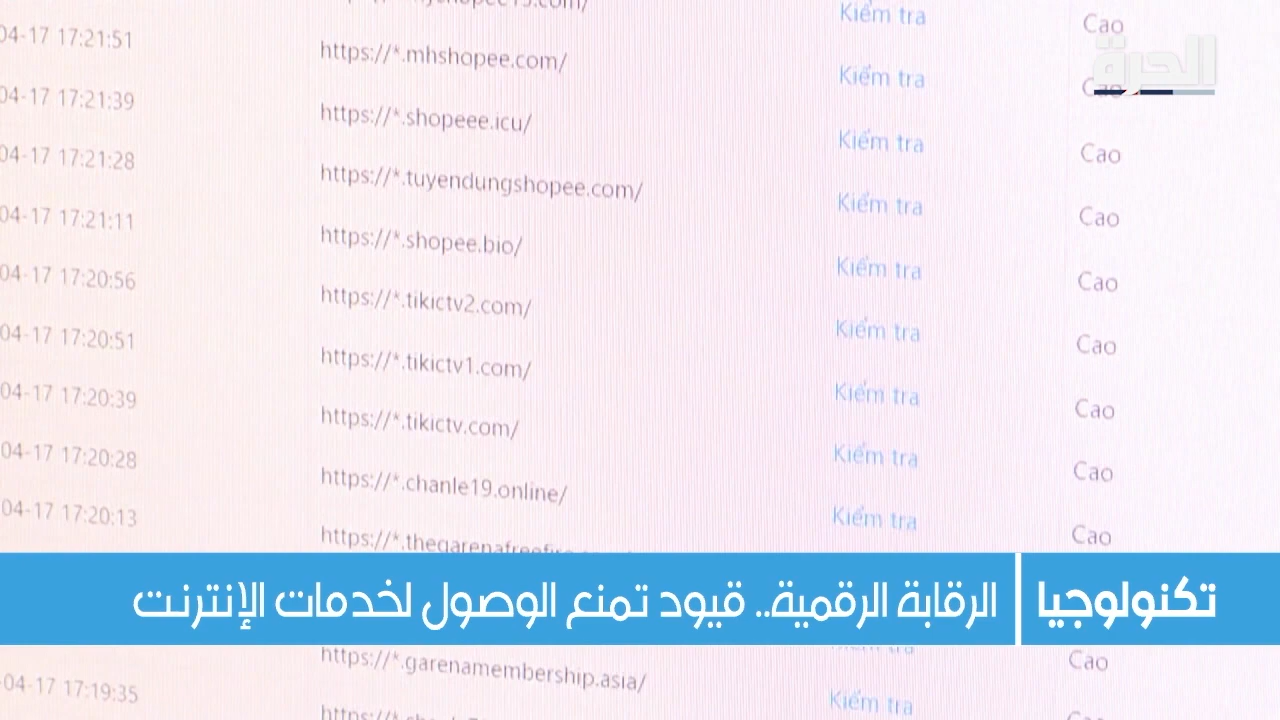 https://*.myshopee15.com/ Kiểm tra Cao
04-17 17:21:51 https://*.mhshopee.com/ Kiểm tra
الحرة
04-17 17:21:39 https://*.shopeee.icu/ Kiểm tra Cao
04-17 17:21:28 https://*.tuyendungshopee.com/ Kiểm tra Cao
04-17 17:21:11 https://*.shopee.bio/ Kiểm tra Cao
04-17 17:20:56 https://*.tikictv2.com/ Kiểm tra Cao
04-17 17:20:51 https://*.tikictv1.com/ Kiểm tra Cao
04-17 17:20:39 https://*.tikictv.com/ Kiểm tra Cao
04-17 17:20:28 https://*.chanle19.online/ Kiểm tra Cao
04-17 17:20:13
تكنولوجيا
الرقابة الرقمية.. قيود تمنع الوصول لخدمات الإنترنت
04-17 17:19:35 https://*.garenamembership.asia/ Kiểm tra Cao